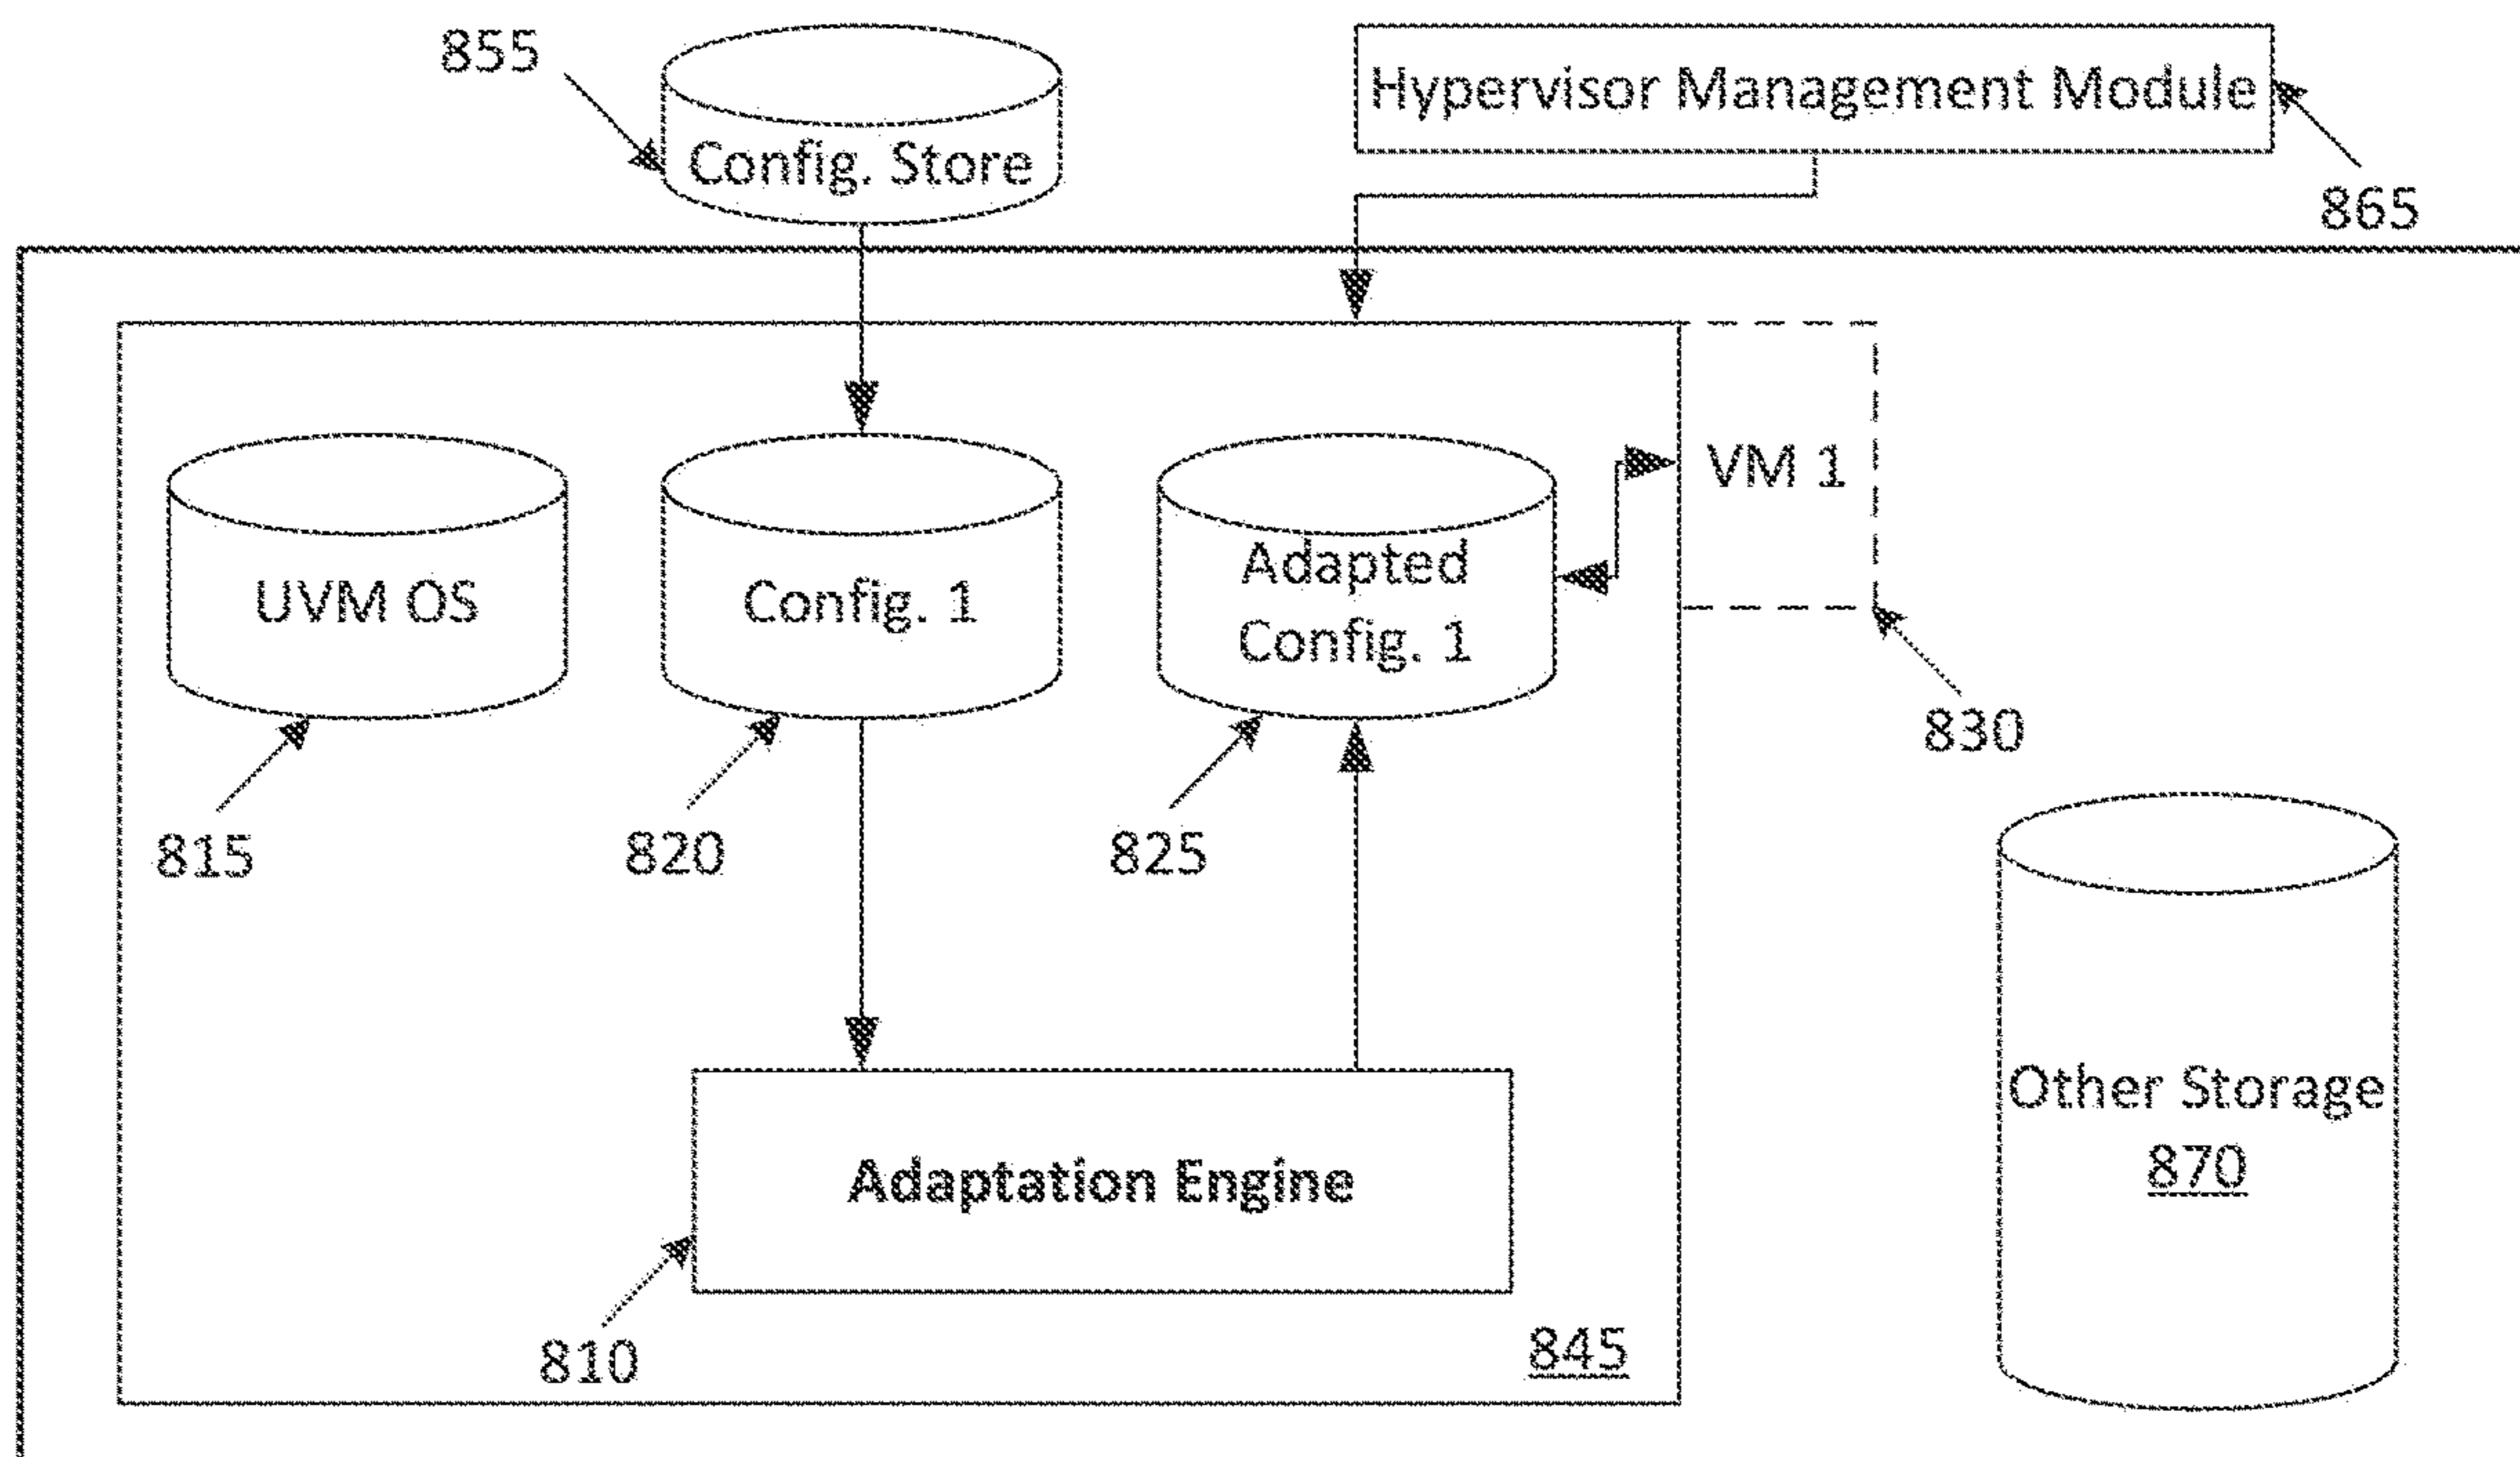 855
Config. Store
Hypervisor Management Module
865
UVM OS
Config. 1
Adapted
Config. 1
VM 1
830
815
820
825
Other Storage
870
Adaptation Engine
810
845